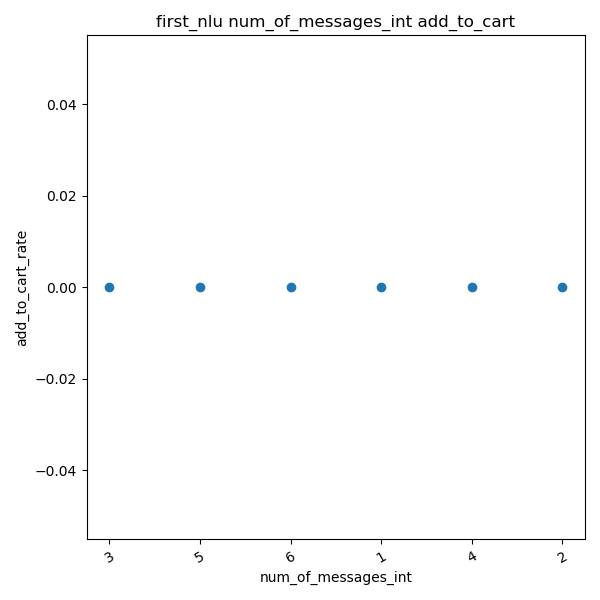 first_nlu num_of_messages_int add_to_cart
add_to_cart_rate
0.04
0.02
0.00
−0.02
−0.04
3 5 6 1 4 2
num_of_messages_int